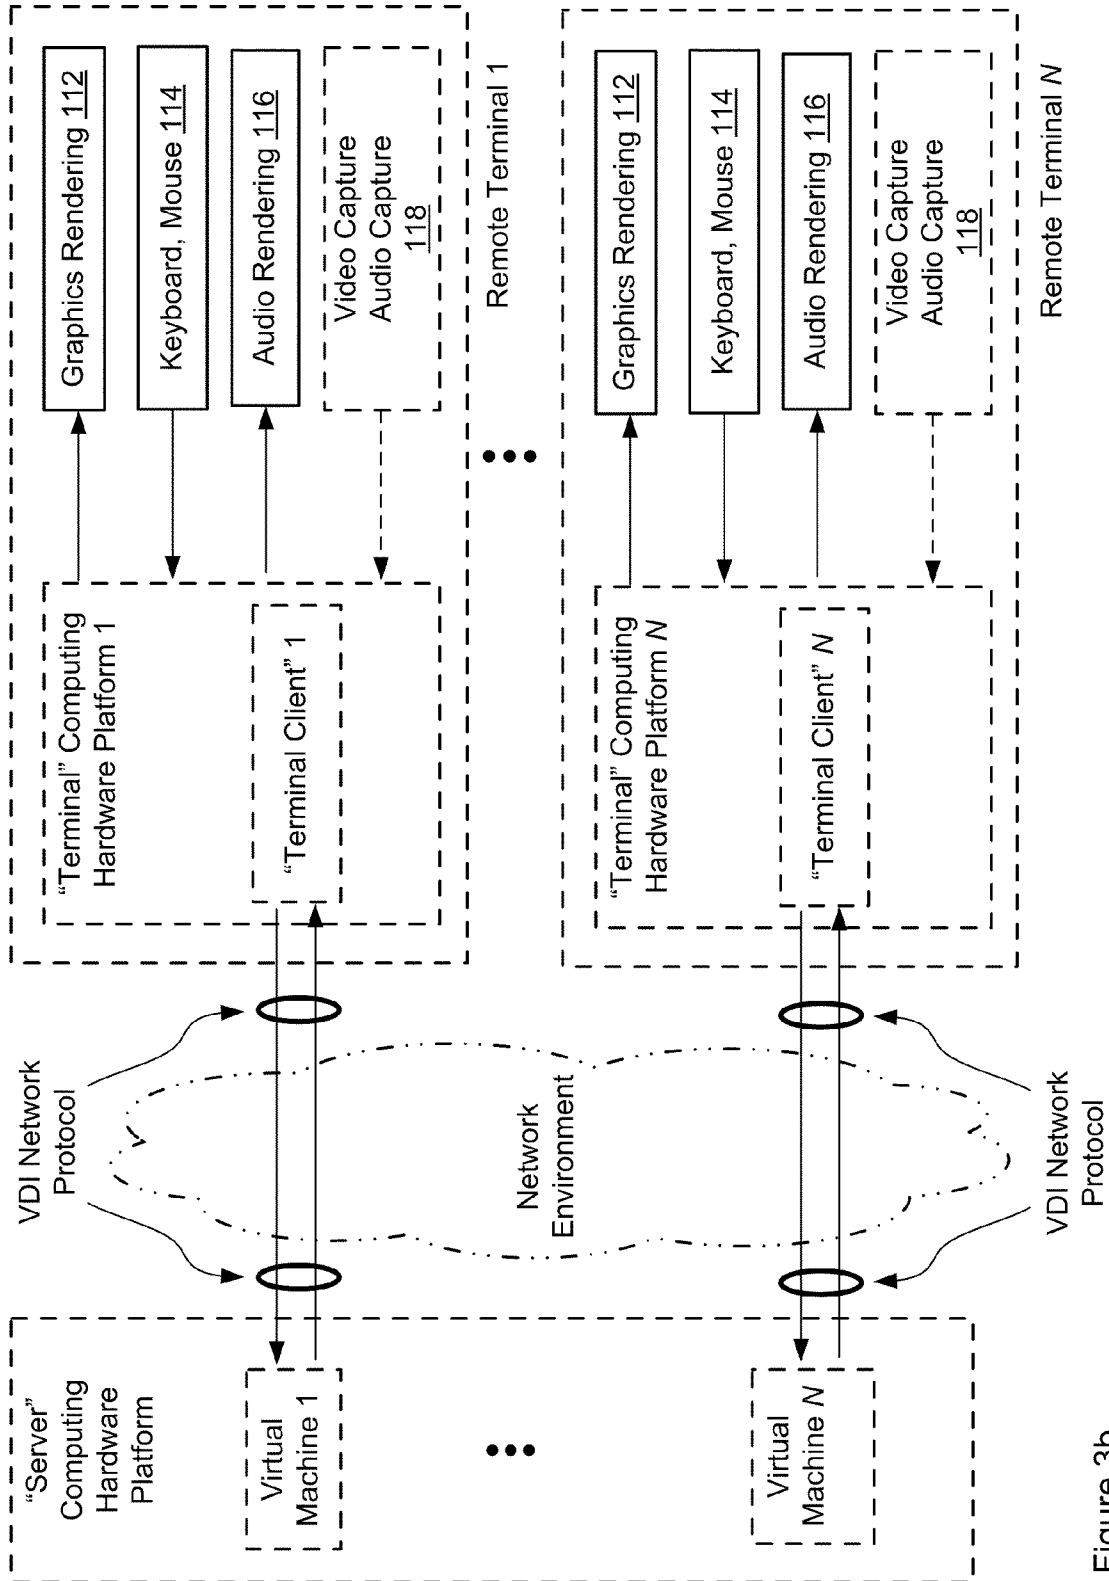 “Server”
Computing
Hardware
Platform
Virtual
Machine 1
Virtual
Machine N
VDI Network
Protocol
Network
Environment
VDI Network
Protocol
“Terminal” Computing
Hardware Platform 1
“Terminal Client” 1
Graphics Rendering 112
Keyboard, Mouse 114
Audio Rendering 116
Video Capture
Audio Capture
118
Remote Terminal 1
“Terminal” Computing
Hardware Platform N
“Terminal Client” N
Graphics Rendering 112
Keyboard, Mouse 114
Audio Rendering 116
Video Capture
Audio Capture
118
Remote Terminal N
Figure 3b